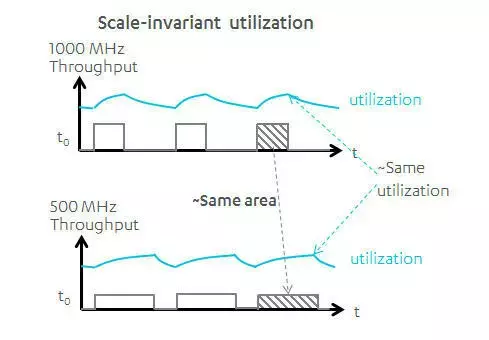 Scale-invariant utilization
1000 MHz
Throughput
utilization
t0
t
~Same
utilization
~Same area
500 MHz
Throughput
utilization
t0
t